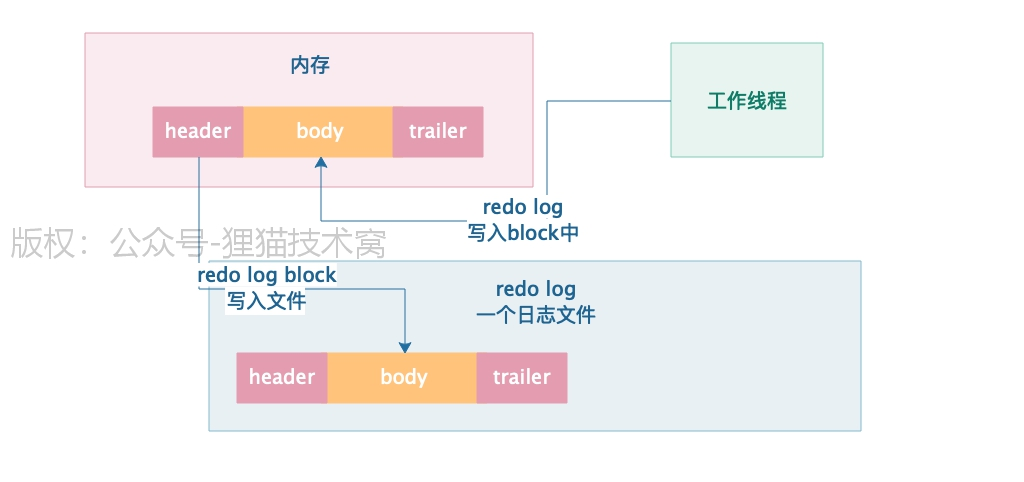 内存
工作线程
header body trailer
redo log
写入block中
版权：公众号-狸猫技术窝
redo log block
写入文件
redo log
一个日志文件
header body trailer